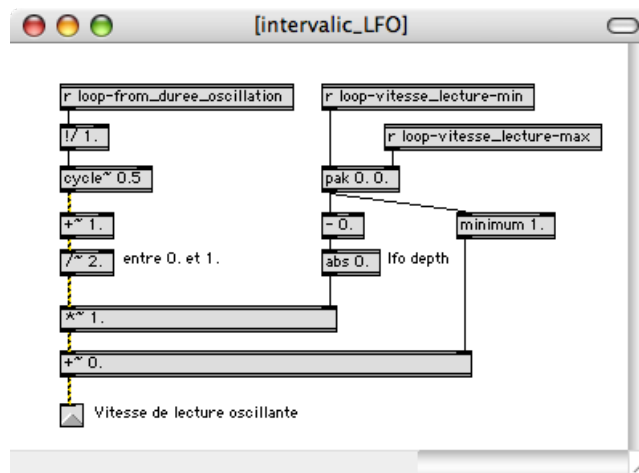 [intervalic_LFO]
r loop-from_duree_oscillation
r loop-vitesse_lecture-min
!/ 1.
r loop-vitesse_lecture-max
cycle~ 0.5
pak 0. 0.
+~ 1.
- 0.
minimum 1.
/~ 2.
entre 0. et 1.
abs 0.
lfo depth
*~ 1.
+~ 0.
Vitesse de lecture oscillante